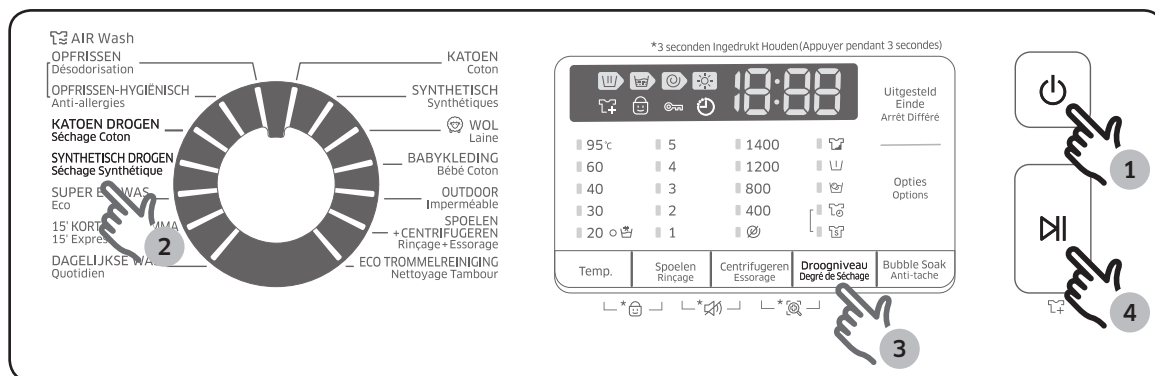 AIR Wash
OPFRISSEN
Désodorisation
OPFRISSEN-HYGIËNISCH
Anti-allergies
KATOEN DROGEN
Séchage Coton
SYNTHETISCH DROGEN
Séchage Synthétique
SUPER WAS
Eco
15' KORT MMA
15' Expres
DAGELIJKSE WA
Quotidien
2
KATOEN
Coton
SYNTHETISCH
Synthétiques
WOL
Laine
BABYKLEDING
Bébé Coton
OUTDOOR
Imperméable
SPOELEN
+CENTRIFUGEREN
Rinçage+Essorage
ECO TROMMELREINIGING
Nettoyage Tambour
*3 seconden Ingedrukt Houden(Appuyer pendant 3 secondes)
18:88
95℃ 5 1400
60 4 1200
40 3 800
30 2 400
20 1
Uitgesteld
Einde
Arrêt Différé
Opties
Options
Temp.
Spoelen
Rinçage
Centrifugeren
Essorage
Droogniveau
Degré de Séchage
Bubble Soak
Anti-tache
* * *
3
1
4